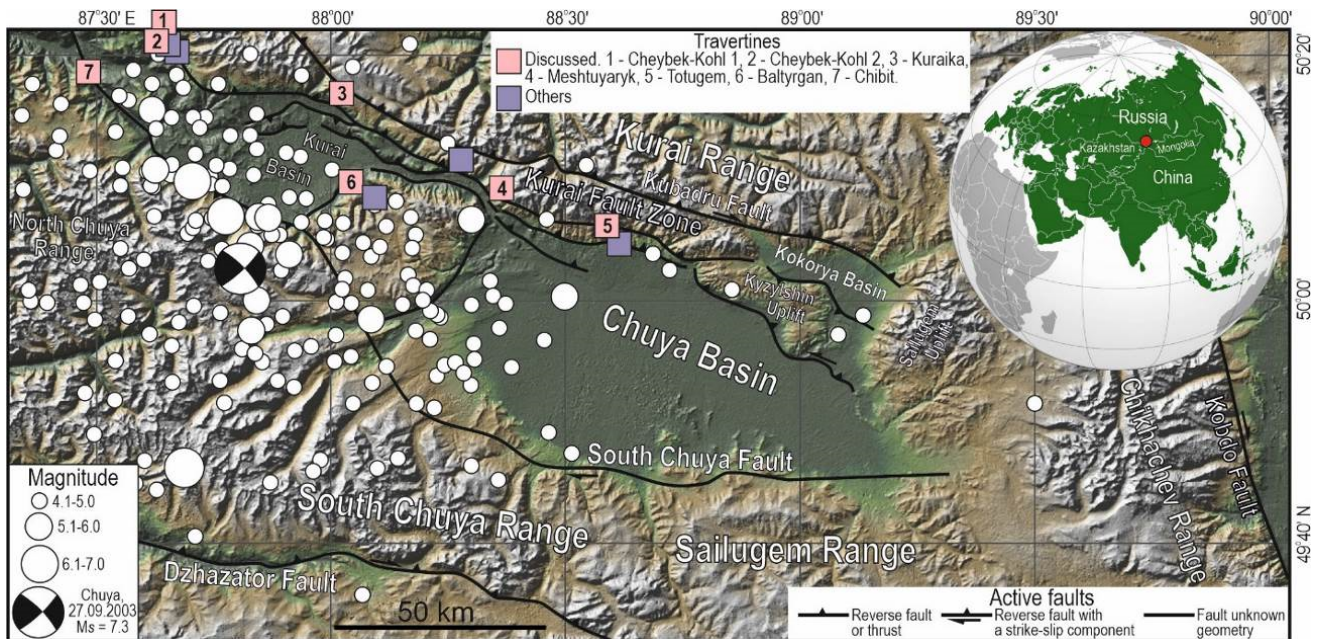 87°30' E
88°00'
88°30'
89°00'
89°30'
90°00'
50°20'
50°00'
49°40'
Travertines
Discussed. 1 - Cheybek-Kohl 1, 2 - Cheybek-Kohl 2, 3 - Kuraika,
4 - Meshtuyaryk, 5 - Totugem, 6 - Baltyrgan, 7 - Chibit.
Others
1
2
7
3
6
4
5
Russia
Kazakhstan
Mongolia
China
Kurai
Basin
Kurai Range
Kubadru Fault
Kurai Fault Zone
Kokorya Basin
Kyzylshin
Uplift
Sailugem
Uplift
North Chuya
Range
Chuya Basin
South Chuya Fault
South Chuya Range
Sailugem Range
Dzhazator Fault
Chikhachev Range
Kobdo Fault
Magnitude
4.1-5.0
5.1-6.0
6.1-7.0
Chuya,
27.09.2003
Ms = 7.3
50 km
Active faults
Reverse fault
or thrust
Reverse fault with
a strike-slip component
Fault unknown
geometry